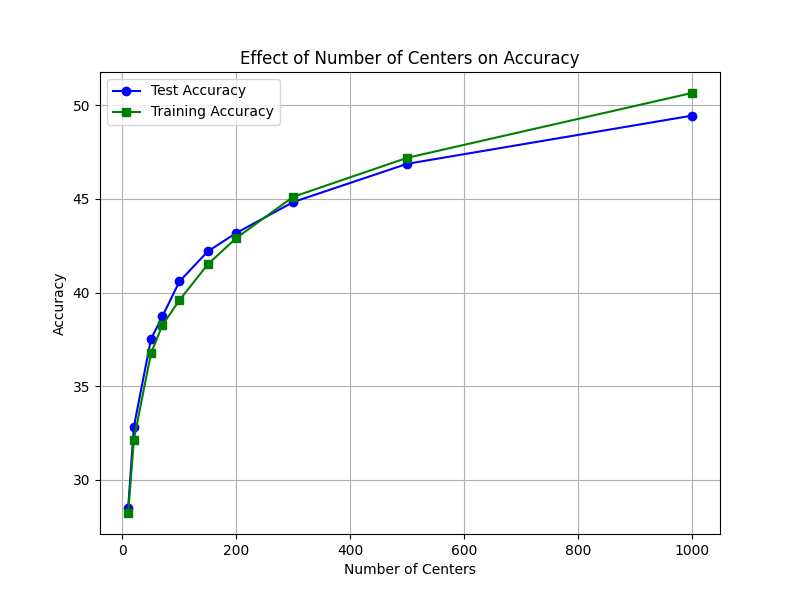 Effect of Number of Centers on Accuracy
Test Accuracy
Training Accuracy
50
45
40
35
30
Accuracy
0 200 400 600 800 1000
Number of Centers